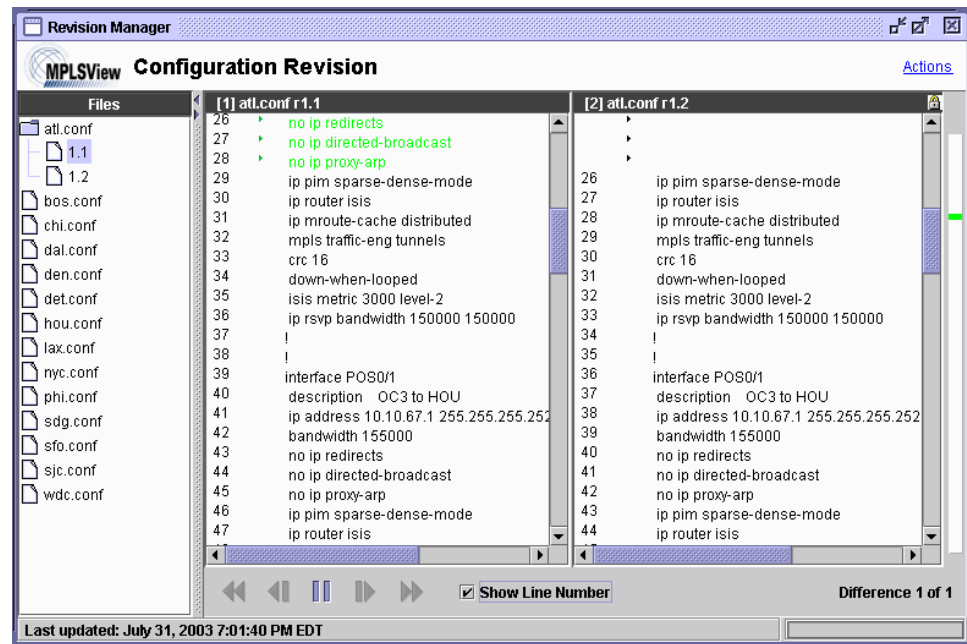 Revision Manager
MPLSView Configuration Revision
Actions
Files
atl.conf
1.1
1.2
bos.conf
chi.conf
dal.conf
den.conf
det.conf
hou.conf
lax.conf
nyc.conf
phi.conf
sdg.conf
sfo.conf
sjc.conf
wdc.conf
[1] atl.conf r1.1
26 no ip redirects
27 no ip directed-broadcast
28 no ip proxy-arp
29 ip pim sparse-dense-mode
30 ip router isis
31 ip mroute-cache distributed
32 mpls traffic-eng tunnels
33 crc 16
34 down-when-looped
35 isis metric 3000 level-2
36 ip rsvp bandwidth 150000 150000
37 !
38 !
39 interface POS0/1
40 description OC3 to HOU
41 ip address 10.10.67.1 255.255.255.252
42 bandwidth 155000
43 no ip redirects
44 no ip directed-broadcast
45 no ip proxy-arp
46 ip pim sparse-dense-mode
47 ip router isis
[2] atl.conf r1.2
26 ip pim sparse-dense-mode
27 ip router isis
28 ip mroute-cache distributed
29 mpls traffic-eng tunnels
30 crc 16
31 down-when-looped
32 isis metric 3000 level-2
33 ip rsvp bandwidth 150000 150000
34 !
35 !
36 interface POS0/1
37 description OC3 to HOU
38 ip address 10.10.67.1 255.255.255.252
39 bandwidth 155000
40 no ip redirects
41 no ip directed-broadcast
42 no ip proxy-arp
43 ip pim sparse-dense-mode
44 ip router isis
Show Line Number
Difference 1 of 1
Last updated: July 31, 2003 7:01:40 PM EDT